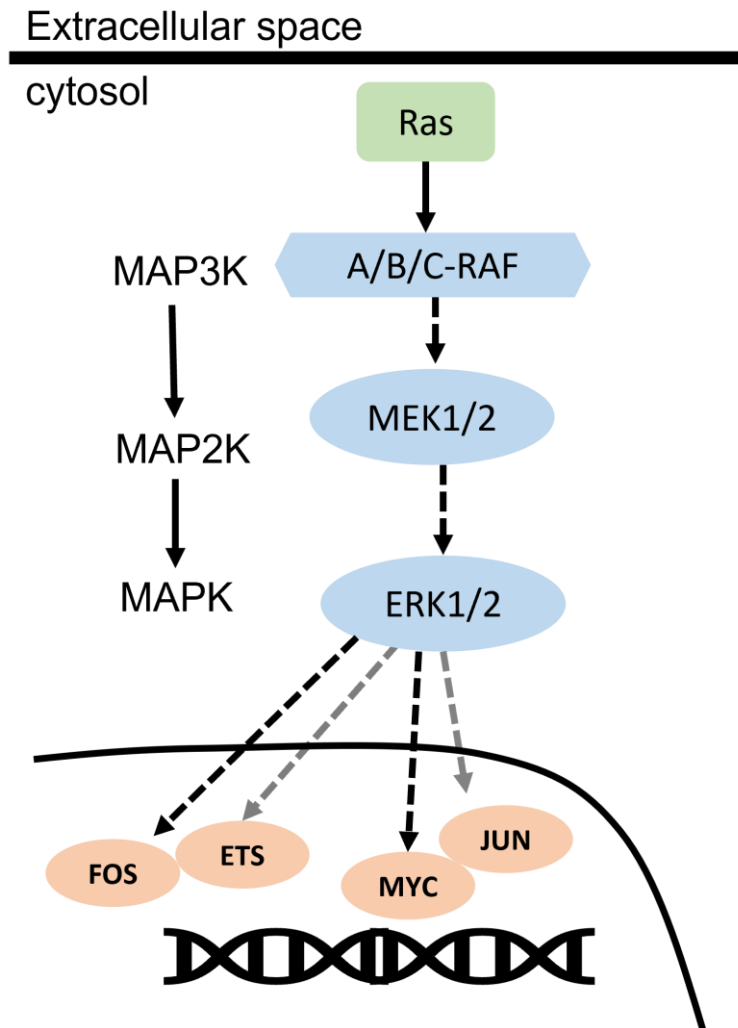 Extracellular space
cytosol
Ras
MAP3K
A/B/C-RAF
MAP2K
MEK1/2
MAPK
ERK1/2
FOS
ETS
MYC
JUN